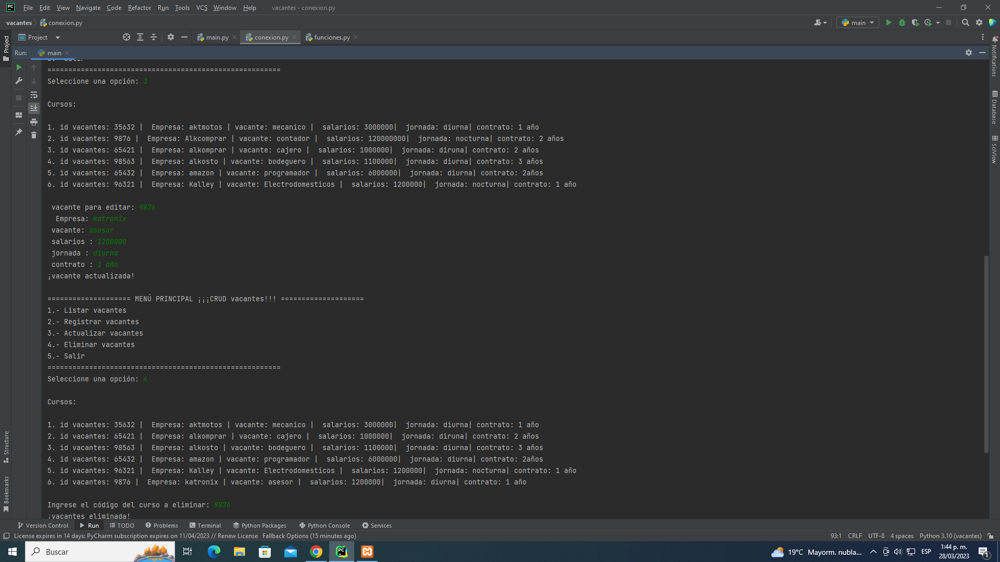 PC File Edit View Navigate Code Refactor Run Tools VCS Window Help vacantes - conexion.py
vacantes conexion.py main
Project main.py conexion.py funciones.py
Run: main
========================================================
Seleccione una opción: 3
Cursos:
1. id vacantes: 35632 |  Empresa: aktmotos | vacante: mecanico |  salarios: 3000000|  jornada: diurna| contrato: 1 año
2. id vacantes: 9876 |  Empresa: Alkcomprar | vacante: contador |  salarios: 120000000|  jornada: nocturna| contrato: 2 años
3. id vacantes: 65421 |  Empresa: alkomprar | vacante: cajero |  salarios: 1000000|  jornada: diruna| contrato: 2 años
4. id vacantes: 98563 |  Empresa: alkosto | vacante: bodeguero |  salarios: 1100000|  jornada: diurna| contrato: 3 años
5. id vacantes: 65432 |  Empresa: amazon | vacante: programador |  salarios: 6000000|  jornada: diurna| contrato: 2años
6. id vacantes: 96321 |  Empresa: Kalley | vacante: Electrodomesticos |  salarios: 1200000|  jornada: nocturna| contrato: 1 año
vacante para editar: 9876
Empresa: katronix
vacante: asesor
salarios : 1200000
jornada : diurna
contrato : 1 año
¡vacante actualizada!
==================== MENÚ PRINCIPAL ¡¡¡CRUD vacantes!!! ====================
1.- Listar vacantes
2.- Registrar vacantes
3.- Actualizar vacantes
4.- Eliminar vacantes
5.- Salir
========================================================
Seleccione una opción: 4
Cursos:
1. id vacantes: 35632 |  Empresa: aktmotos | vacante: mecanico |  salarios: 3000000|  jornada: diurna| contrato: 1 año
2. id vacantes: 65421 |  Empresa: alkomprar | vacante: cajero |  salarios: 1000000|  jornada: diruna| contrato: 2 años
3. id vacantes: 98563 |  Empresa: alkosto | vacante: bodeguero |  salarios: 1100000|  jornada: diurna| contrato: 3 años
4. id vacantes: 65432 |  Empresa: amazon | vacante: programador |  salarios: 6000000|  jornada: diurna| contrato: 2años
5. id vacantes: 96321 |  Empresa: Kalley | vacante: Electrodomesticos |  salarios: 1200000|  jornada: nocturna| contrato: 1 año
6. id vacantes: 9876 |  Empresa: katronix | vacante: asesor |  salarios: 1200000|  jornada: diurna| contrato: 1 año
Ingrese el código del curso a eliminar: 9876
¡vacantes eliminada!
Project
Structure
Bookmarks
Notifications
Database
SciView
Version Control Run TODO Problems Terminal Python Packages Python Console Services
License expires in 14 days: PyCharm subscription expires on 11/04/2023 // Renew License Fallback Options (15 minutes ago) 93:1 CRLF UTF-8 4 spaces Python 3.10 (vacantes)
Buscar PC 19°C Mayorm. nubla... ESP 1:44 p. m.
28/03/2023 1